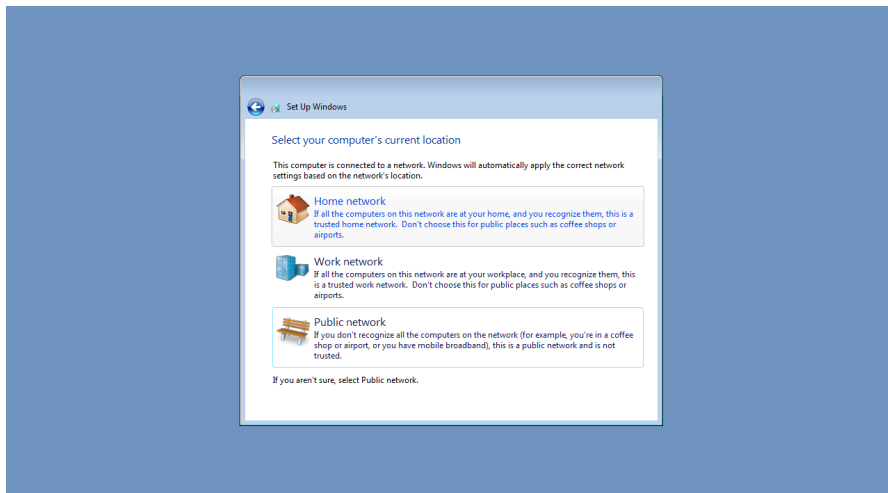 Set Up Windows
Select your computer's current location
This computer is connected to a network. Windows will automatically apply the correct network
settings based on the network's location.
Home network
If all the computers on this network are at your home, and you recognize them, this is a
trusted home network.  Don't choose this for public places such as coffee shops or
airports.
Work network
If all the computers on this network are at your workplace, and you recognize them, this
is a trusted work network.  Don't choose this for public places such as coffee shops or
airports.
Public network
If you don't recognize all the computers on the network (for example, you're in a coffee
shop or airport, or you have mobile broadband), this is a public network and is not
trusted.
If you aren't sure, select Public network.